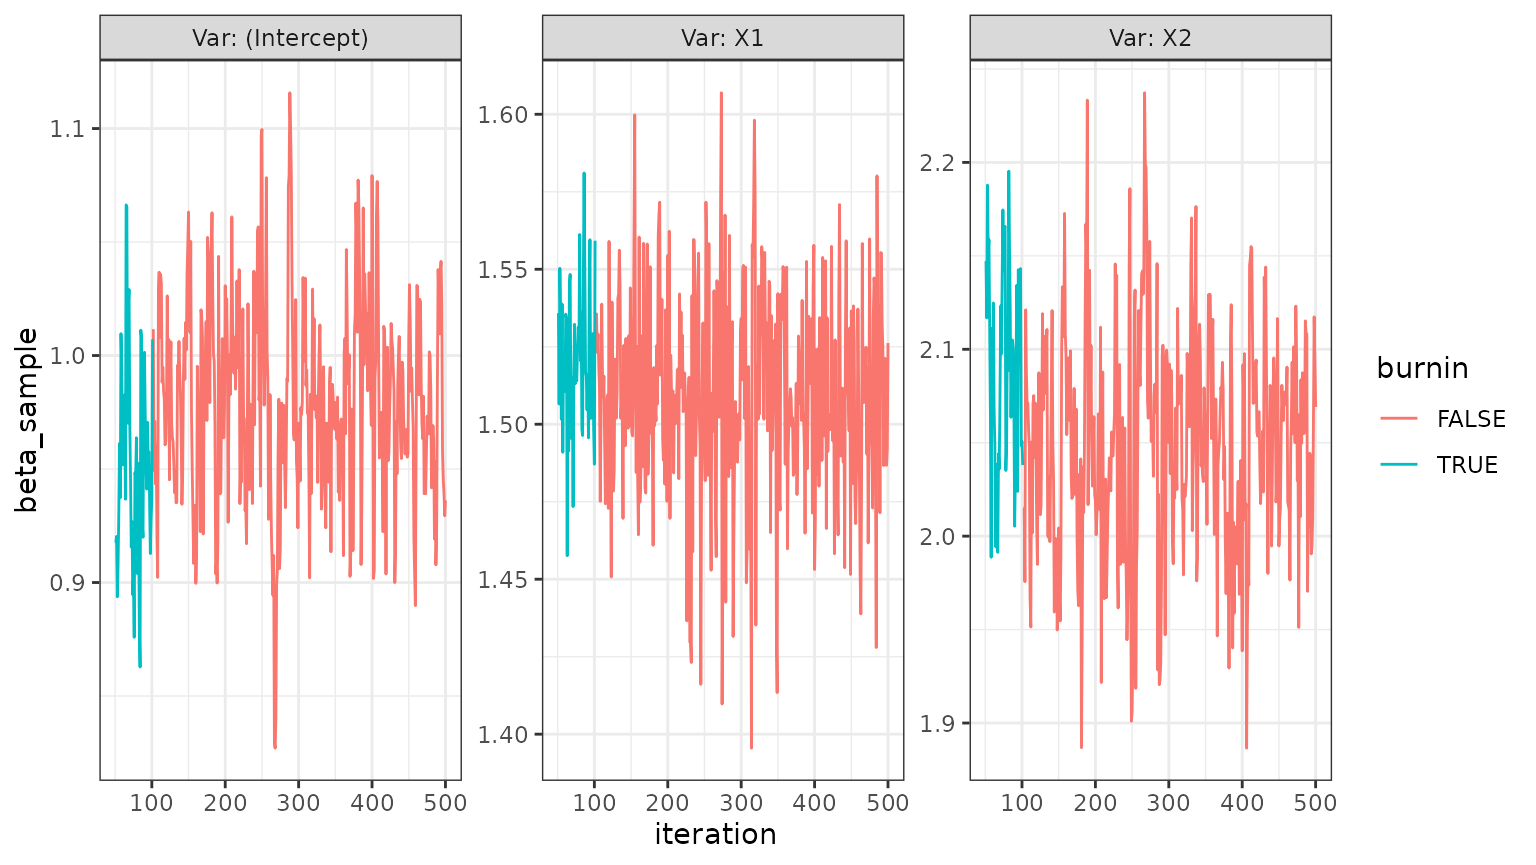 Var: (Intercept)
Var: X1
Var: X2
beta_sample
1.1
1.0
0.9
1.60
1.55
1.50
1.45
1.40
2.2
2.1
2.0
1.9
100 200 300 400 500
100 200 300 400 500
100 200 300 400 500
iteration
burnin
FALSE
TRUE